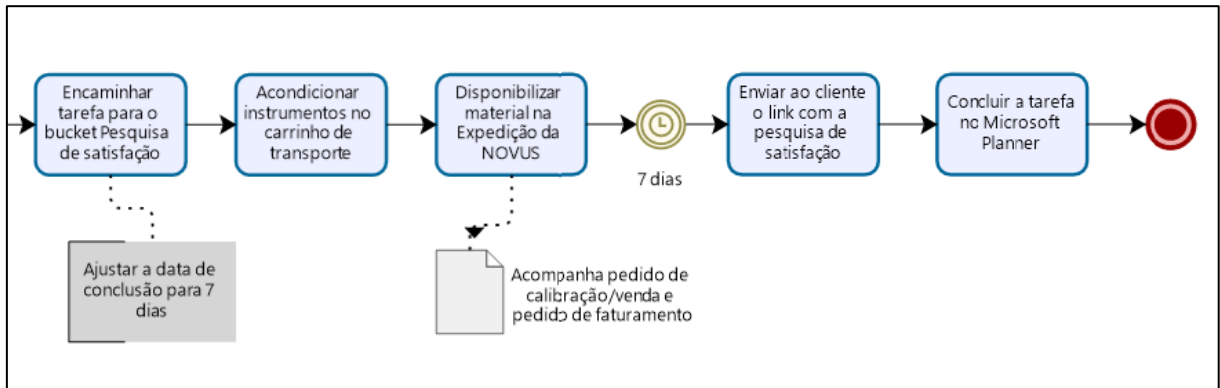 Encaminhar
tarefa para o
bucket Pesquisa
de satisfação
Acondicionar
instrumentos no
carrinho de
transporte
Disponibilizar
material na
Expedição da
NOVUS
7 dias
Enviar ao cliente
o link com a
pesquisa de
satisfação
Concluir a tarefa
no Microsoft
Planner
Ajustar a data de
conclusão para 7
dias
Acompanha pedido de
calibração/venda e
pedido de faturamento